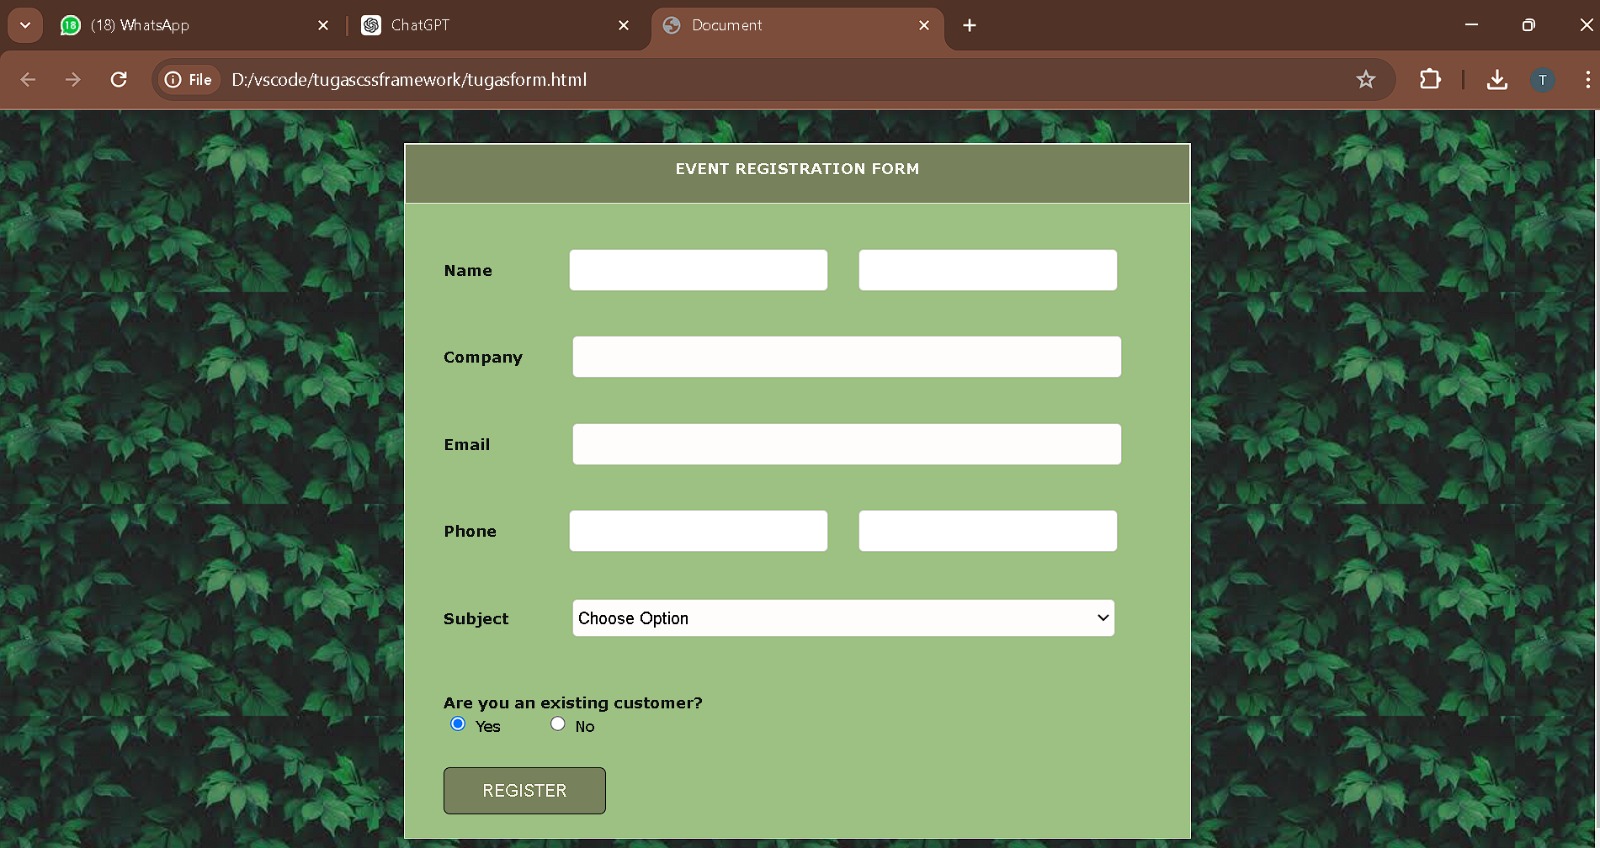 18 (18) WhatsApp ChatGPT Document
File D:/vscode/tugascssframework/tugasform.html T
EVENT REGISTRATION FORM
Name
Company
Email
Phone
Subject Choose Option
Are you an existing customer?
Yes No
REGISTER